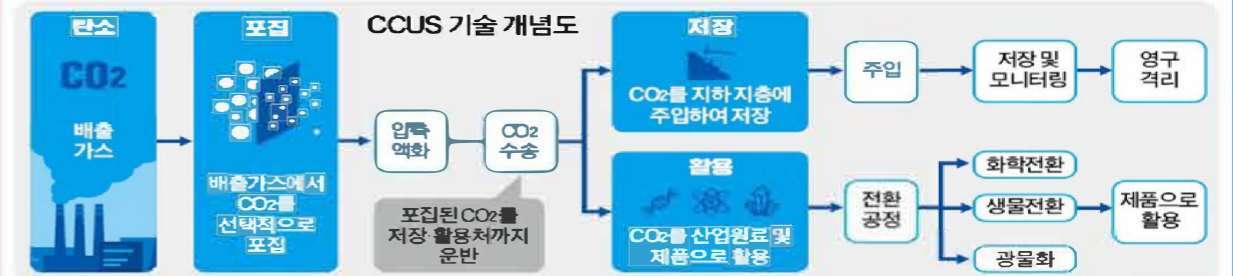 CCUS 기술 개념도
탄소
CO2
배출
가스
포집
배출가스에서
CO2를
선택적으로
포집
압축
액화
CO2
수송
포집된 CO2를
저장·활용처까지
운반
저장
CO2를 지하 지층에
주입하여 저장
주입
저장 및
모니터링
영구
격리
활용
CO2를 산업원료 및
제품으로 활용
전환
공정
화학전환
생물전환
광물화
제품으로
활용